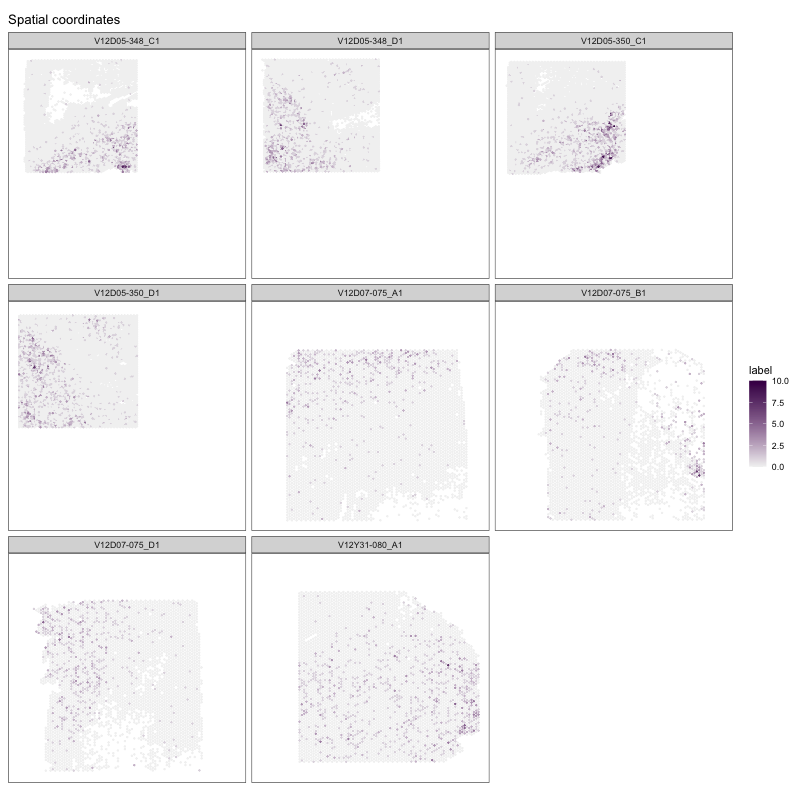 Spatial coordinates
V12D05-348_C1
V12D05-348_D1
V12D05-350_C1
V12D05-350_D1
V12D07-075_A1
V12D07-075_B1
label
10.0
7.5
5.0
2.5
0.0
V12D07-075_D1
V12Y31-080_A1